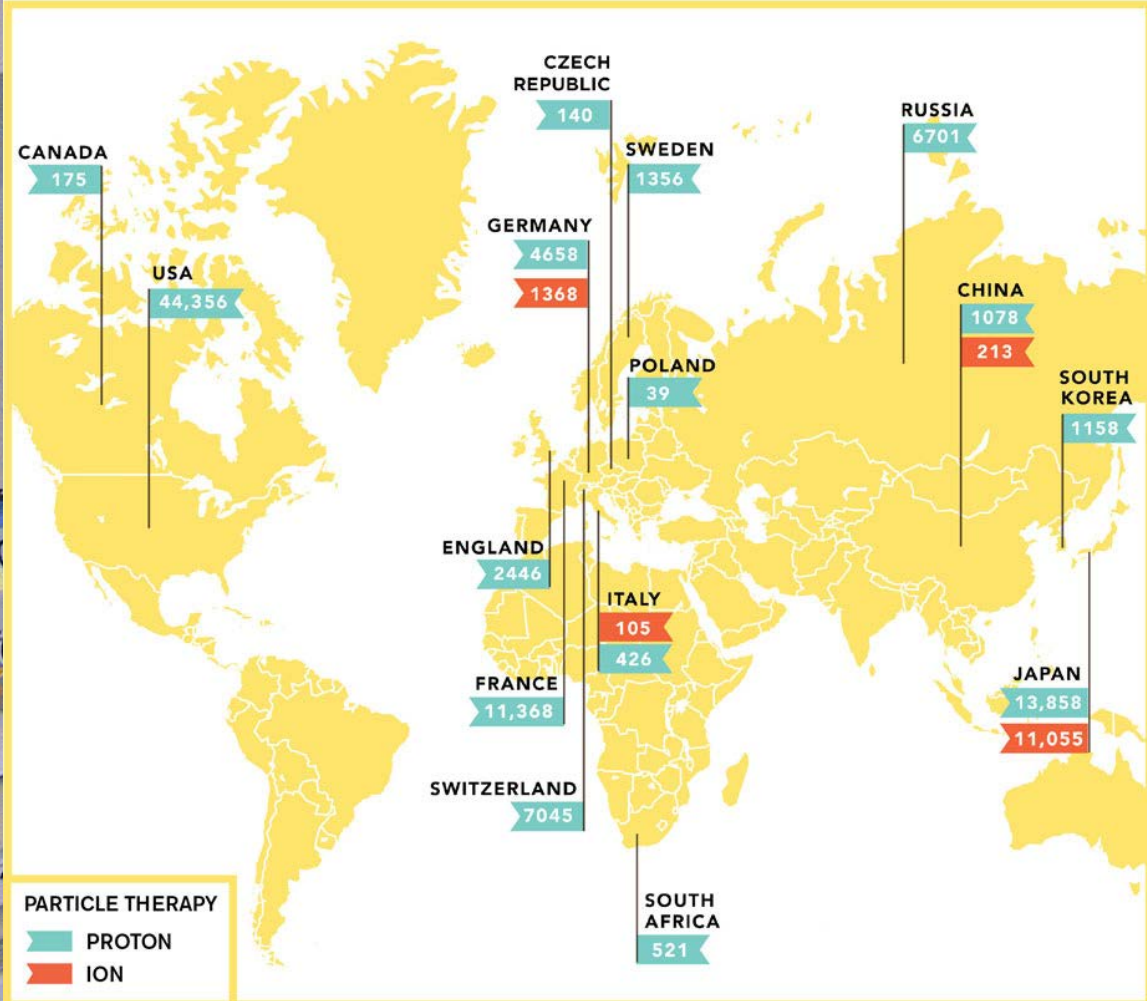 CZECH
REPUBLIC
140
CANADA
175
SWEDEN
1356
RUSSIA
6701
GERMANY
4658
1368
USA
44,356
CHINA
1078
213
POLAND
39
SOUTH
KOREA
1158
ENGLAND
2446
ITALY
105
426
FRANCE
11,368
JAPAN
13,858
11,055
SWITZERLAND
7045
SOUTH
AFRICA
521
PARTICLE THERAPY
PROTON
ION